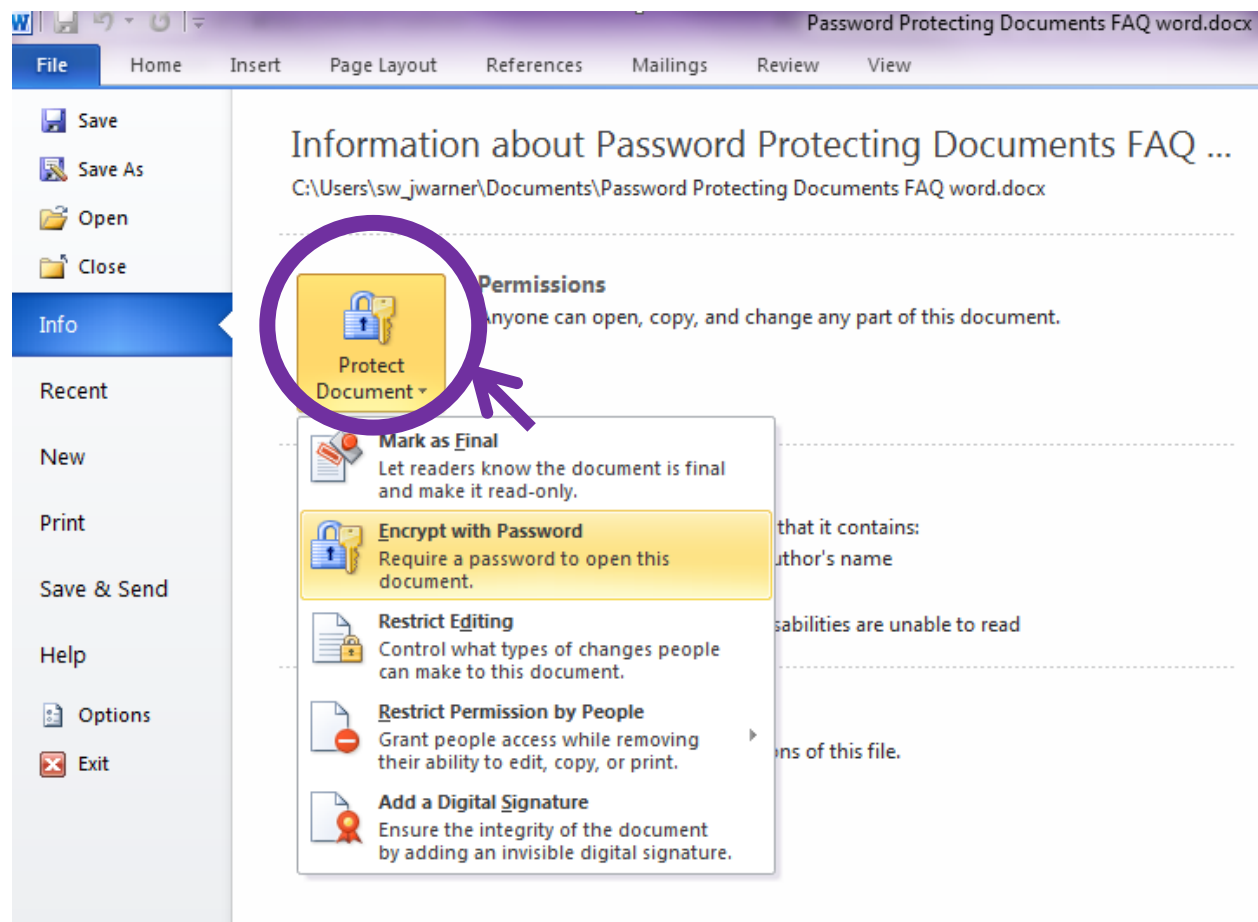 W
Password Protecting Documents FAQ word.docx
File Home Insert Page Layout References Mailings Review View
Save
Save As
Open
Close
Info
Recent
New
Print
Save & Send
Help
Options
Exit
Information about Password Protecting Documents FAQ ...
C:\Users\sw_jwarner\Documents\Password Protecting Documents FAQ word.docx
Protect
Document
Permissions
Anyone can open, copy, and change any part of this document.
Mark as Final
Let readers know the document is final
and make it read-only.
Encrypt with Password
Require a password to open this
document.
Restrict Editing
Control what types of changes people
can make to this document.
Restrict Permission by People
Grant people access while removing
their ability to edit, copy, or print.
Add a Digital Signature
Ensure the integrity of the document
by adding an invisible digital signature.
that it contains:
uthor's name
sabilities are unable to read
ons of this file.